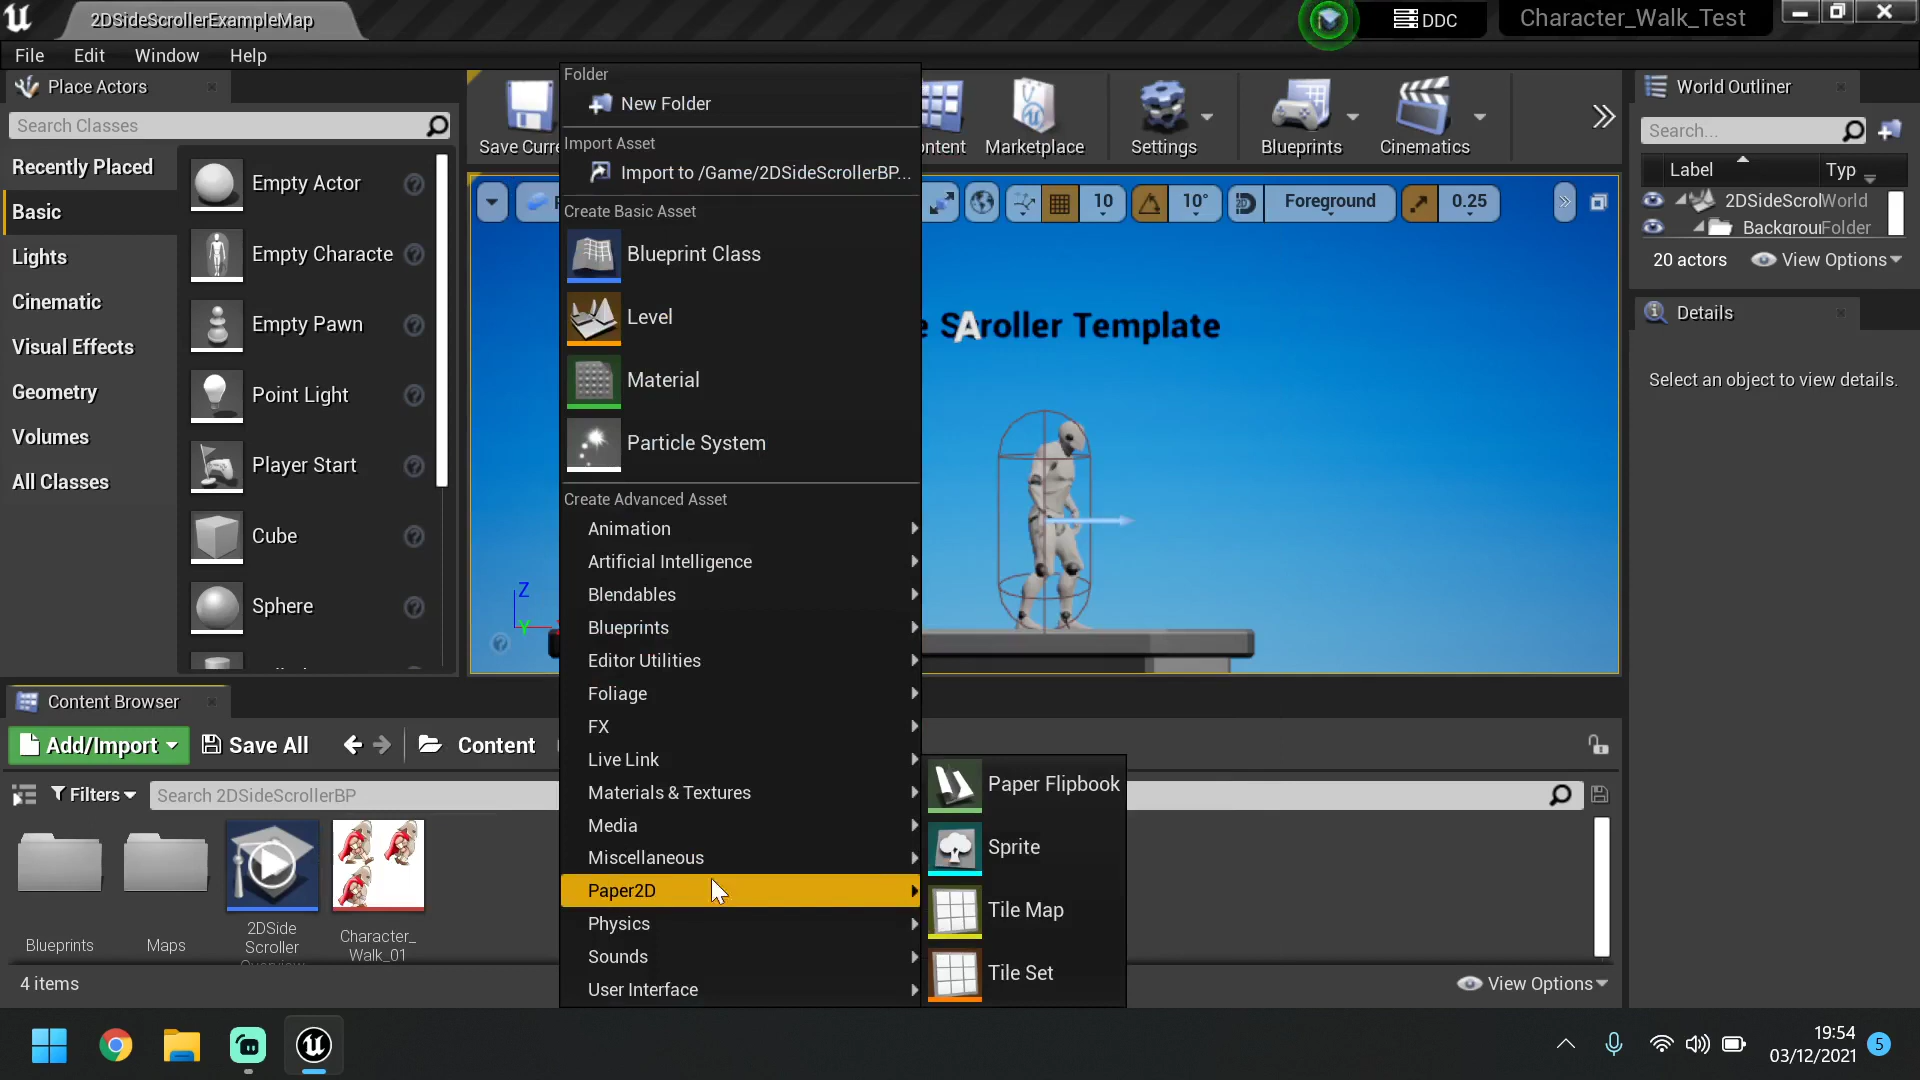 2DSideScrollerExampleMap
DDC
Character_Walk_Test
File Edit Window Help
Place Actors
Search Classes
Recently Placed
Basic
Lights
Cinematic
Visual Effects
Geometry
Volumes
All Classes
Empty Actor
Empty Characte
Empty Pawn
Point Light
Player Start
Cube
Sphere
Save Curre
Marketplace
Settings
Blueprints
Cinematics
10
10°
Foreground
0.25
Scroller Template
A
Z
Y
Folder
New Folder
Import Asset
Import to /Game/2DSideScrollerBP...
Create Basic Asset
Blueprint Class
Level
Material
Particle System
Create Advanced Asset
Animation
Artificial Intelligence
Blendables
Blueprints
Editor Utilities
Foliage
FX
Live Link
Materials & Textures
Media
Miscellaneous
Paper2D
Physics
Sounds
User Interface
Paper Flipbook
Sprite
Tile Map
Tile Set
World Outliner
Search...
Label Typ
2DSideScrol World
Backgrou Folder
20 actors View Options
Details
Select an object to view details.
Content Browser
Add/Import Save All Content
Filters Search 2DSideScrollerBP
Blueprints
Maps
2DSide
Scroller
Character_
Walk_01
4 items
View Options
19:54
03/12/2021
5